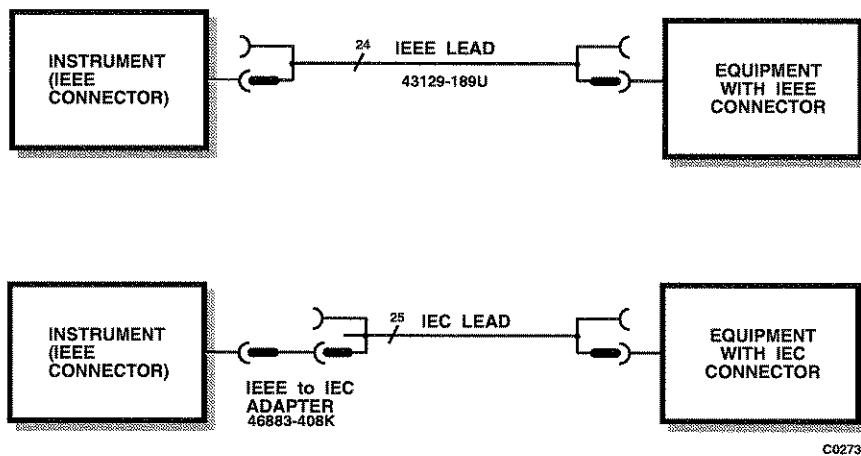 INSTRUMENT
(IEEE
CONNECTOR)
24
IEEE LEAD
43129-189U
EQUIPMENT
WITH IEEE
CONNECTOR
INSTRUMENT
(IEEE
CONNECTOR)
IEEE to IEC
ADAPTER
46883-408K
25
IEC LEAD
EQUIPMENT
WITH IEC
CONNECTOR
C0273